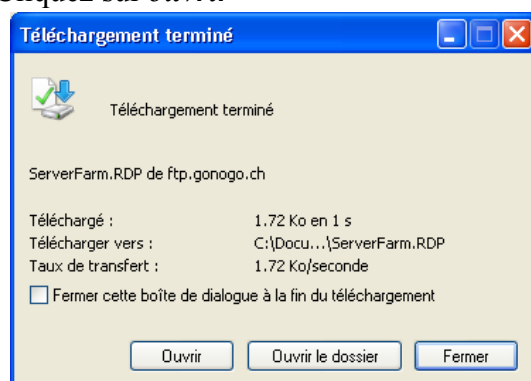 Cliquez sur ouvrir
Téléchargement terminé
Téléchargement terminé
ServerFarm.RDP de ftp.gonogo.ch
Téléchargé : 1.72 Ko en 1 s
Télécharger vers : C:\Docu...\ServerFarm.RDP
Taux de transfert : 1.72 Ko/seconde
Fermer cette boîte de dialogue à la fin du téléchargement
Ouvrir Ouvrir le dossier Fermer